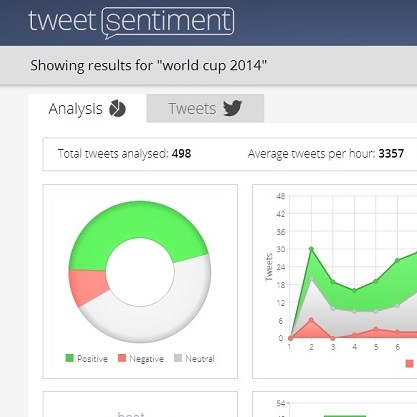 tweet sentiment
Showing results for "world cup 2014"
Analysis
Tweets
Total tweets analysed: 498
Average tweets per hour: 3357
Positive
Negative
Neutral
Tweets
48
42
36
30
24
18
12
6
0
1 2 3 4 5 6
54